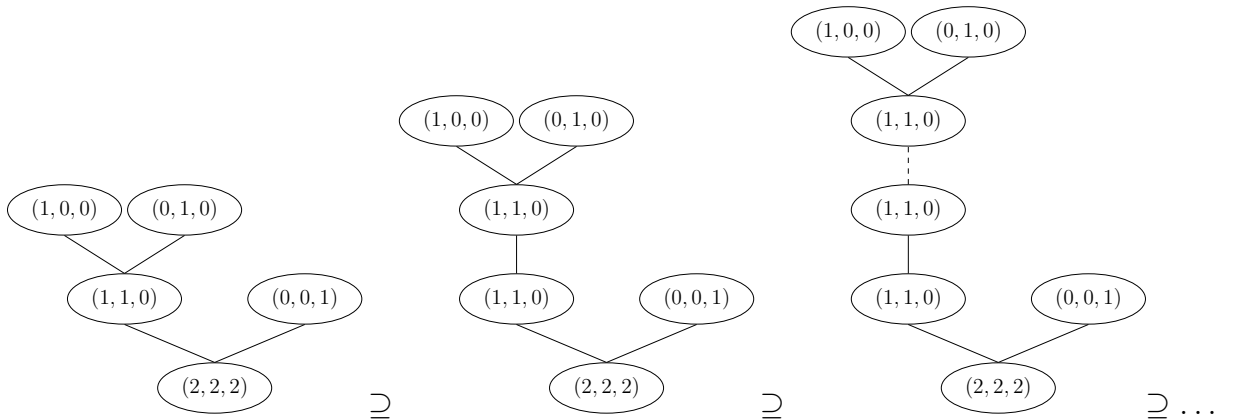 (1, 0, 0) (0, 1, 0)
(1, 1, 0)
(2, 2, 2)
(0, 0, 1)
⊇
(1, 0, 0) (0, 1, 0)
(1, 1, 0)
(1, 1, 0)
(0, 0, 1)
(2, 2, 2)
⊇
(1, 0, 0) (0, 1, 0)
(1, 1, 0)
(1, 1, 0)
(1, 1, 0)
(0, 0, 1)
(2, 2, 2)
⊇ ...